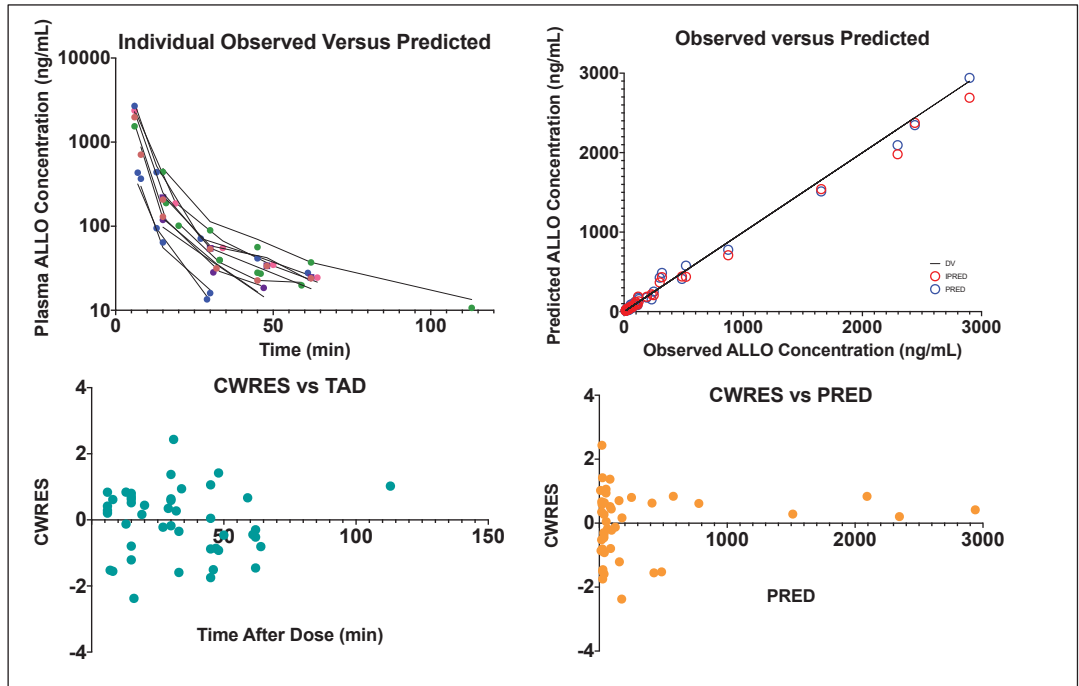 Individual Observed Versus Predicted
Plasma ALLO Concentration (ng/mL)
10000
1000
100
10
0
50
100
Time (min)
Observed versus Predicted
Predicted ALLO Concentration (ng/mL)
3000
2000
1000
0
0
1000
2000
3000
DV
IPRED
PRED
Observed ALLO Concentration (ng/mL)
CWRES vs TAD
CWRES
4
2
0
-2
-4
50
100
150
Time After Dose (min)
CWRES vs PRED
CWRES
4
2
0
-2
-4
1000
2000
3000
PRED